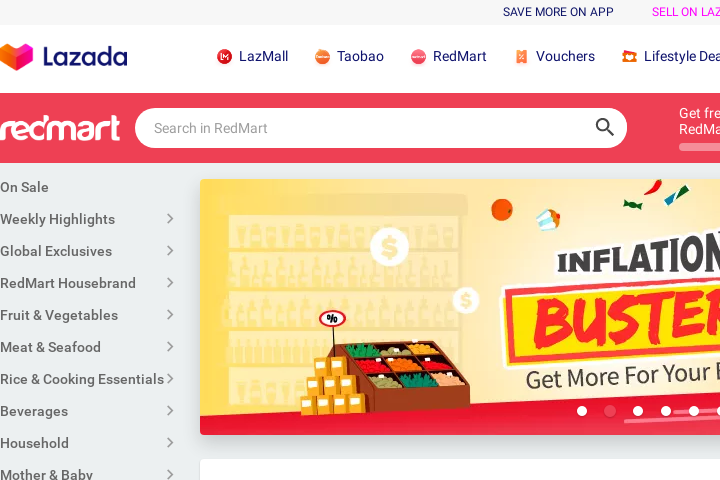 SAVE MORE ON APP
SELL ON LAZ
Lazada
LazMall
Taobao
RedMart
Vouchers
Lifestyle Dea
redmart
Search in RedMart
Get fre
RedMa
On Sale
Weekly Highlights
Global Exclusives
RedMart Housebrand
Fruit & Vegetables
Meat & Seafood
Rice & Cooking Essentials
Beverages
Household
Mother & Baby
$
$
%
INFLATION
BUSTER
Get More For Your B